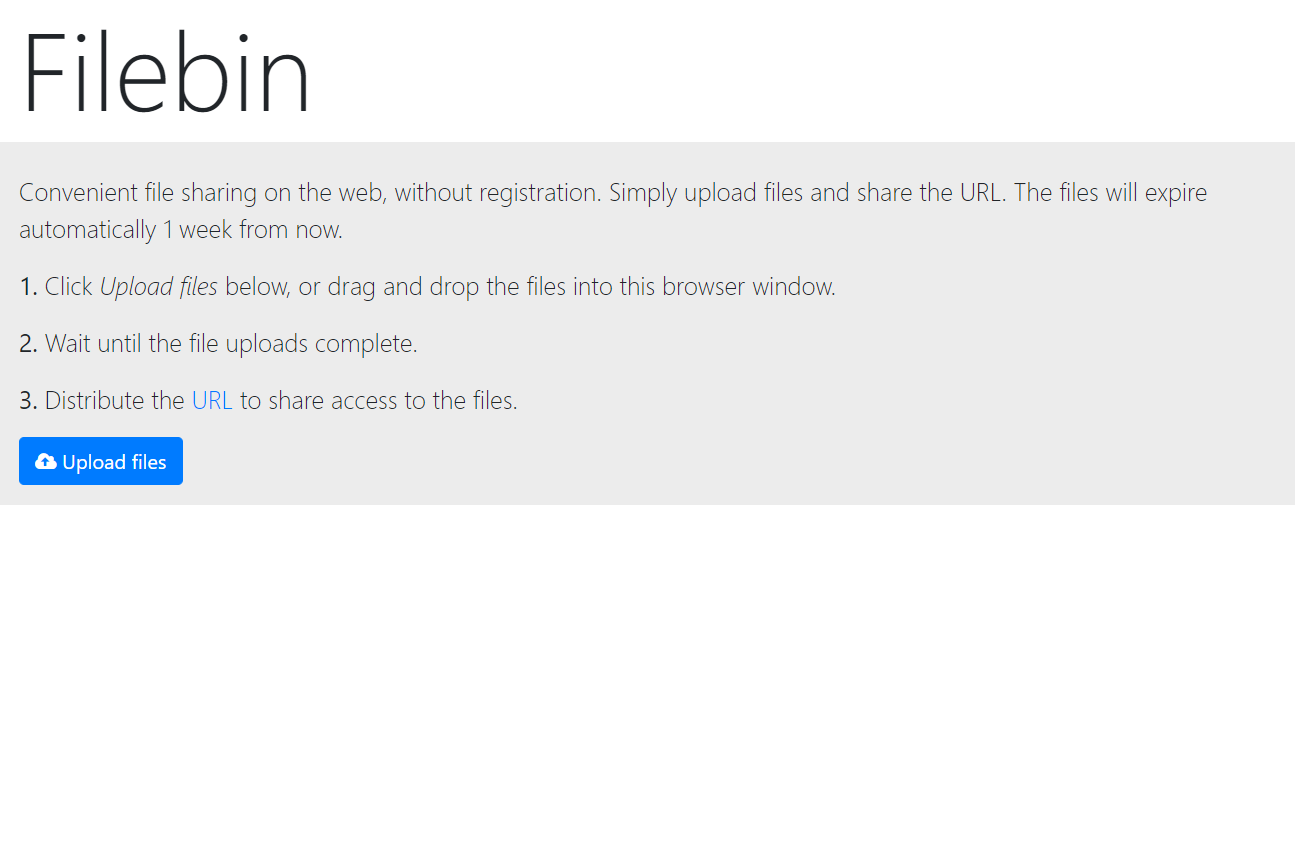 Filebin
Convenient file sharing on the web, without registration. Simply upload files and share the URL. The files will expire
automatically 1 week from now.
1. Click Upload files below, or drag and drop the files into this browser window.
2. Wait until the file uploads complete.
3. Distribute the URL to share access to the files.
Upload files